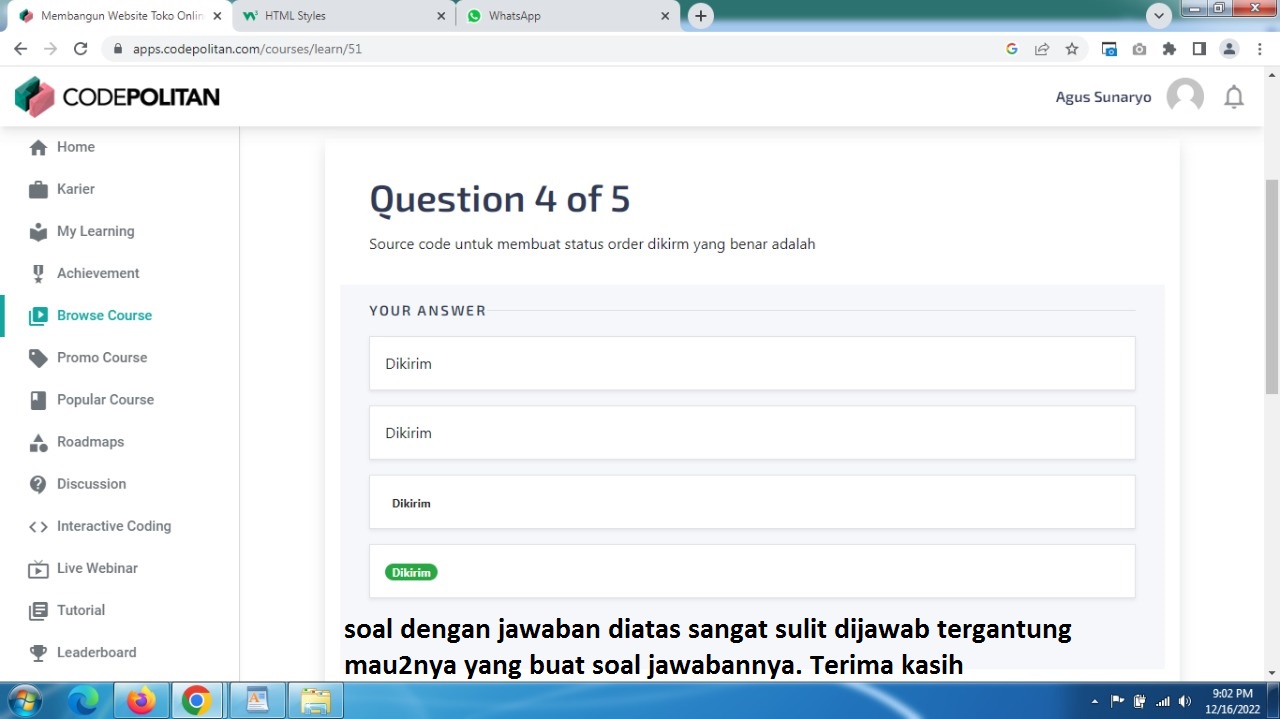 Membangun Website Toko Onlin
HTML Styles
WhatsApp
apps.codepolitan.com/courses/learn/51
CODEPOLITAN
Agus Sunaryo
Home
Karier
My Learning
Achievement
Browse Course
Promo Course
Popular Course
Roadmaps
Discussion
Interactive Coding
Live Webinar
Tutorial
Leaderboard
Question 4 of 5
Source code untuk membuat status order dikirm yang benar adalah
YOUR ANSWER
Dikirim
Dikirim
Dikirim
Dikirim
soal dengan jawaban diatas sangat sulit dijawab tergantung
mau2nya yang buat soal jawabannya. Terima kasih
9:02 PM
12/16/2022